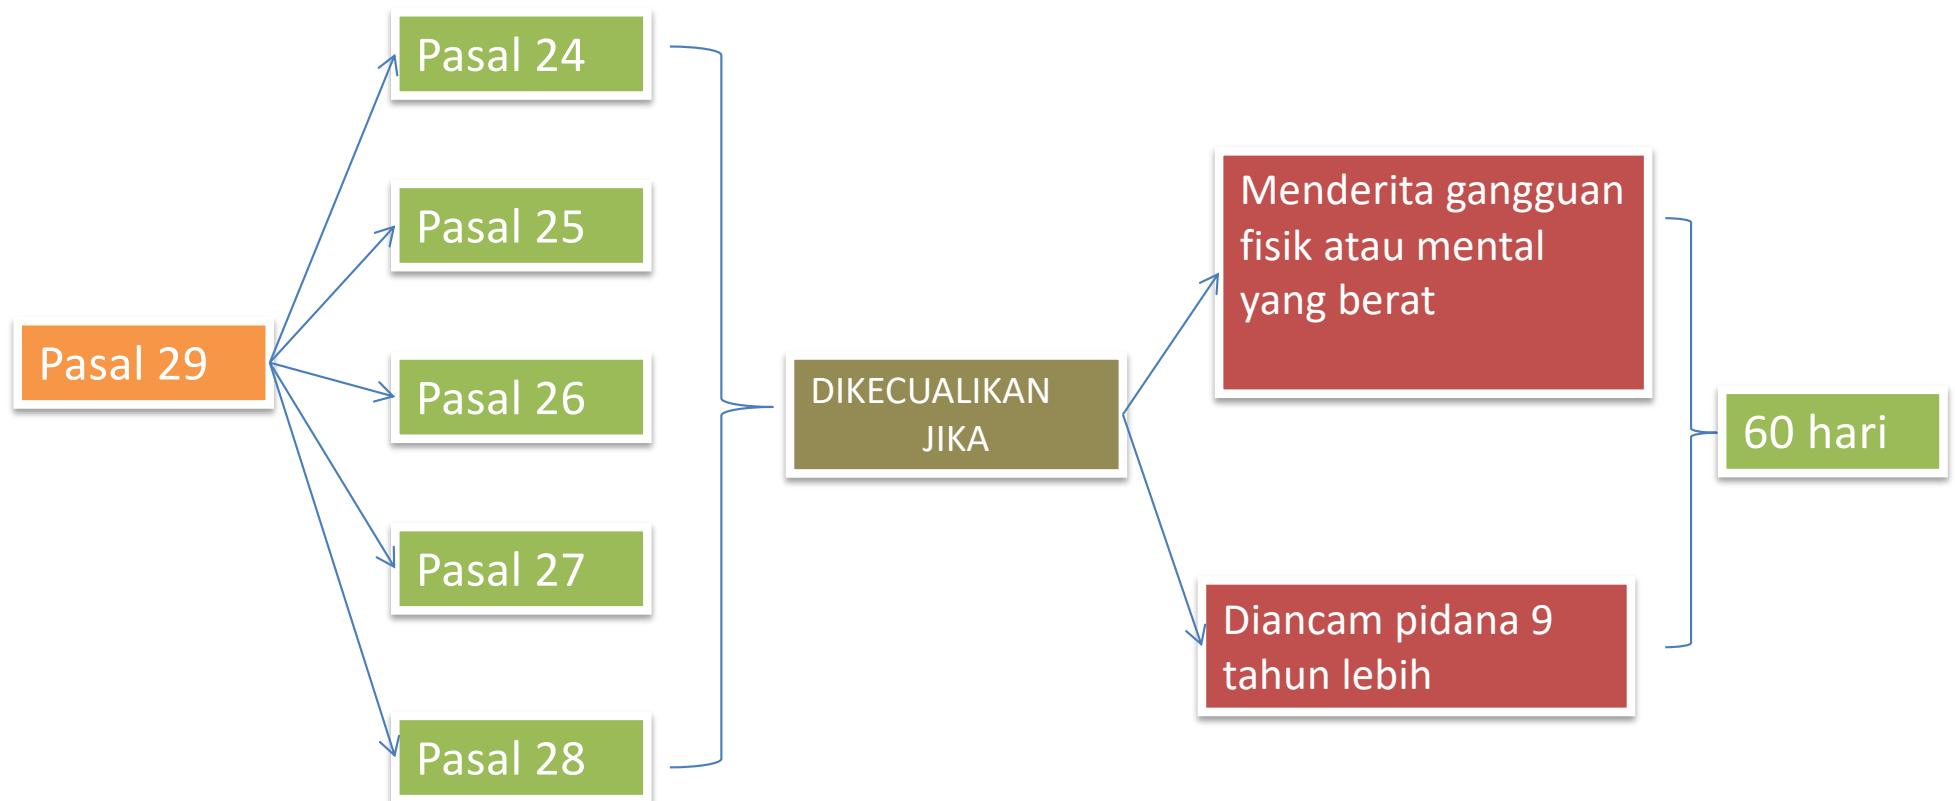 Pasal 29
Pasal 24
Pasal 25
Pasal 26
Pasal 27
Pasal 28
DIKECUALIKAN
JIKA
Menderita gangguan
fisik atau mental
yang berat
Diancam pidana 9
tahun lebih
60 hari